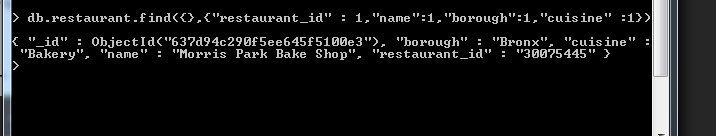 > db.restaurant.find({},{"restaurant_id" : 1,"name":1,"borough":1,"cuisine" :1})
{ "_id" : ObjectId("637d94c290f5ee645f5100e3"), "borough" : "Bronx", "cuisine" :
"Bakery", "name" : "Morris Park Bake Shop", "restaurant_id" : "30075445" }
>